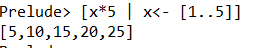 Prelude> [x*5 | x<- [1..5]]
[5,10,15,20,25]